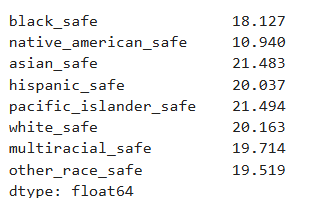 black_safe 18.127
native_american_safe 10.940
asian_safe 21.483
hispanic_safe 20.037
pacific_islander_safe 21.494
white_safe 20.163
multiracial_safe 19.714
other_race_safe 19.519
dtype: float64